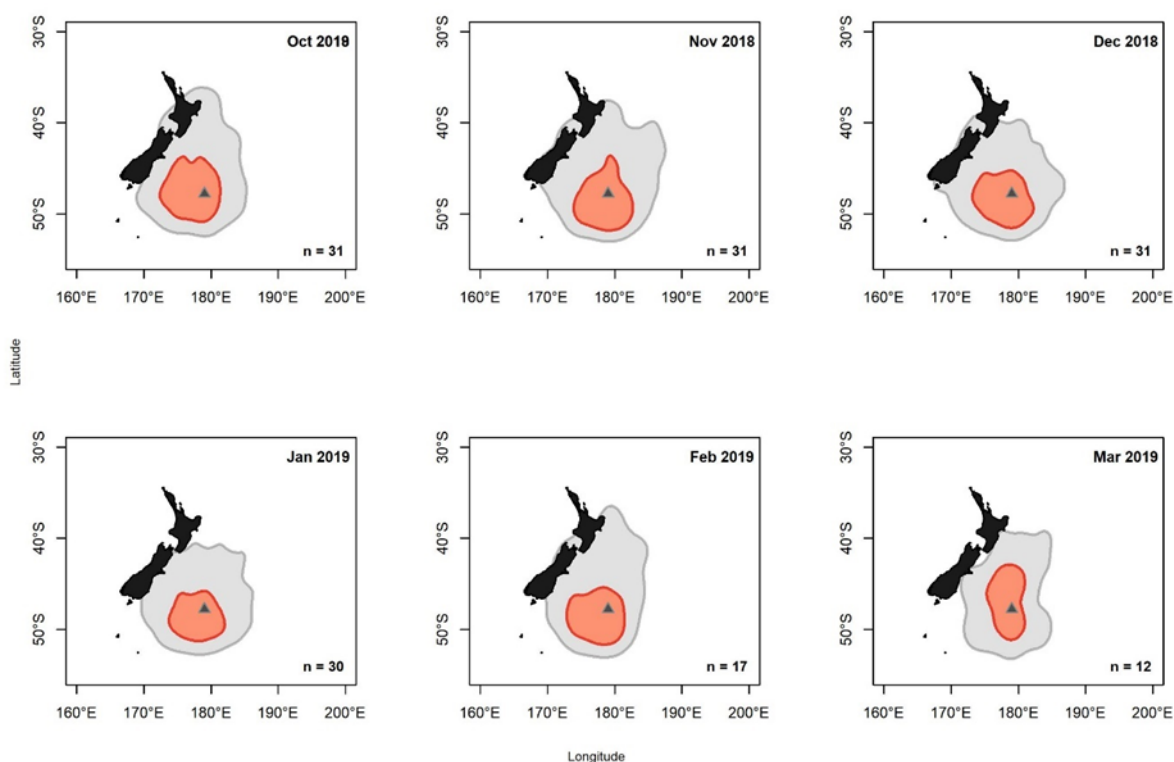 Oct 2019
30°S
40°S
50°S
n = 31
160°E 170°E 180°E 190°E 200°E
Nov 2018
30°S
40°S
50°S
n = 31
160°E 170°E 180°E 190°E 200°E
Dec 2018
30°S
40°S
50°S
n = 31
160°E 170°E 180°E 190°E 200°E
Latitude
Jan 2019
30°S
40°S
50°S
n = 30
160°E 170°E 180°E 190°E 200°E
Feb 2019
30°S
40°S
50°S
n = 17
160°E 170°E 180°E 190°E 200°E
Mar 2019
30°S
40°S
50°S
n = 12
160°E 170°E 180°E 190°E 200°E
Longitude